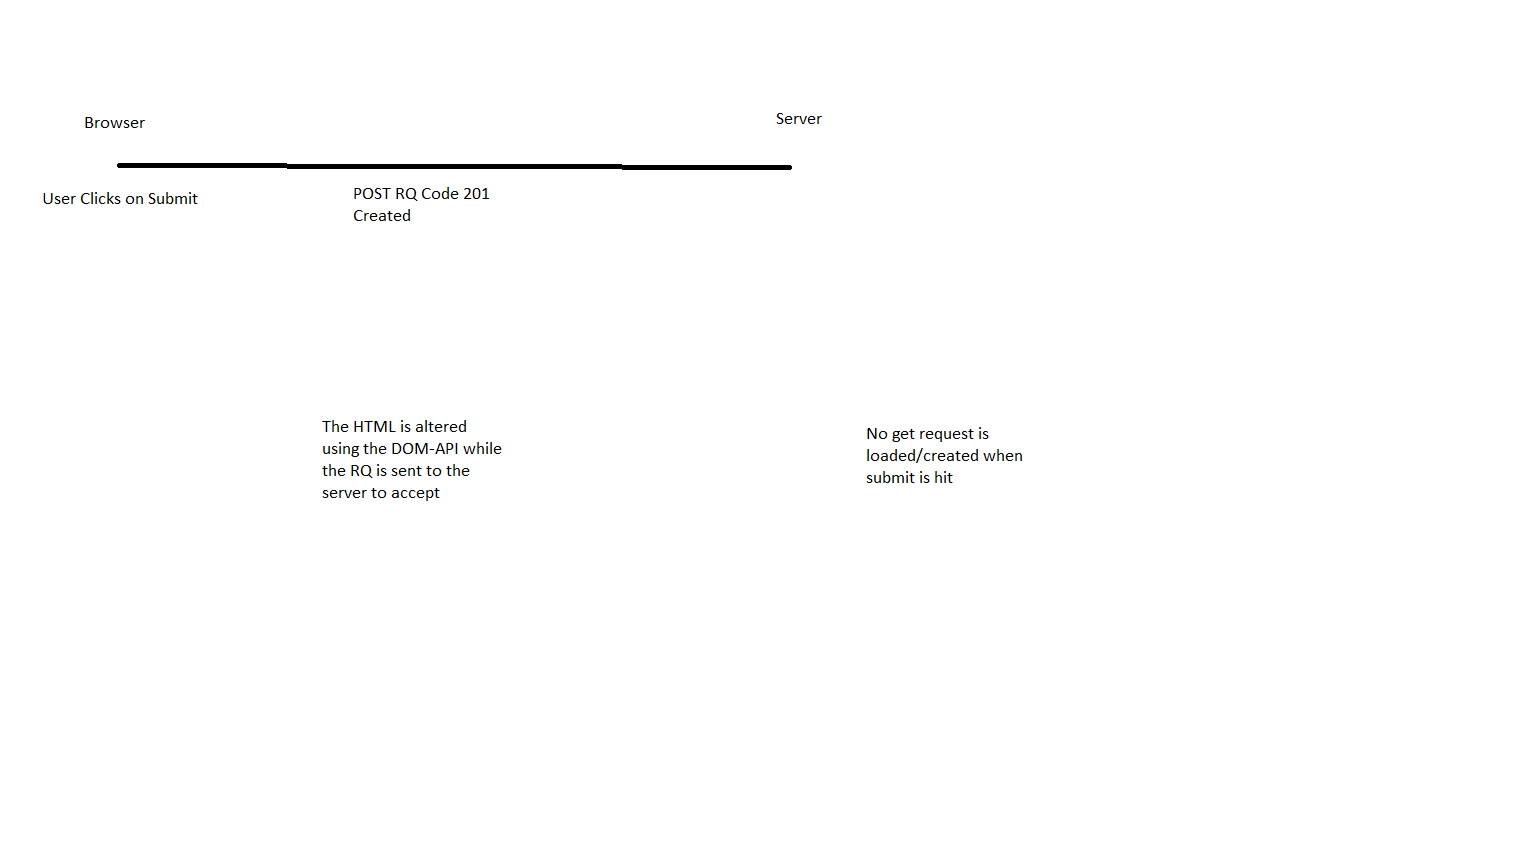 Browser
Server
User Clicks on Submit
POST RQ Code 201
Created
The HTML is altered
using the DOM-API while
the RQ is sent to the
server to accept
No get request is
loaded/created when
submit is hit